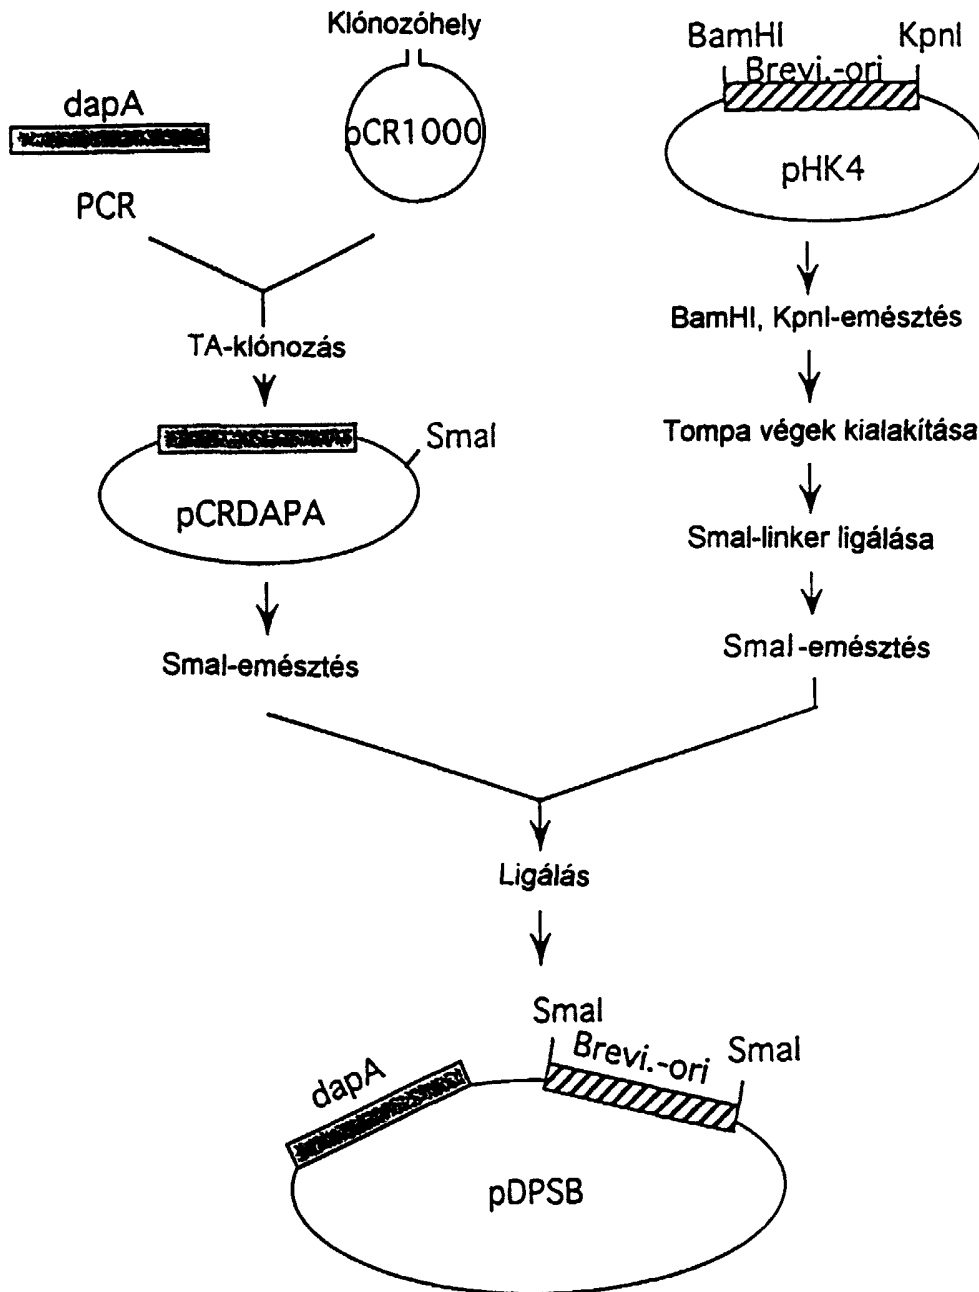 Klónozóhely
dapA
pCR1000
PCR
TA-klónozás
SmaI
pCRDAPA
SmaI-emésztés
BamHI
KpnI
Brevi.-ori
pHK4
BamHI, KpnI-emésztés
Tompa végek kialakítása
SmaI-linker ligálása
SmaI-emésztés
Ligálás
SmaI
Brevi.-ori
SmaI
dapA
pDPSB